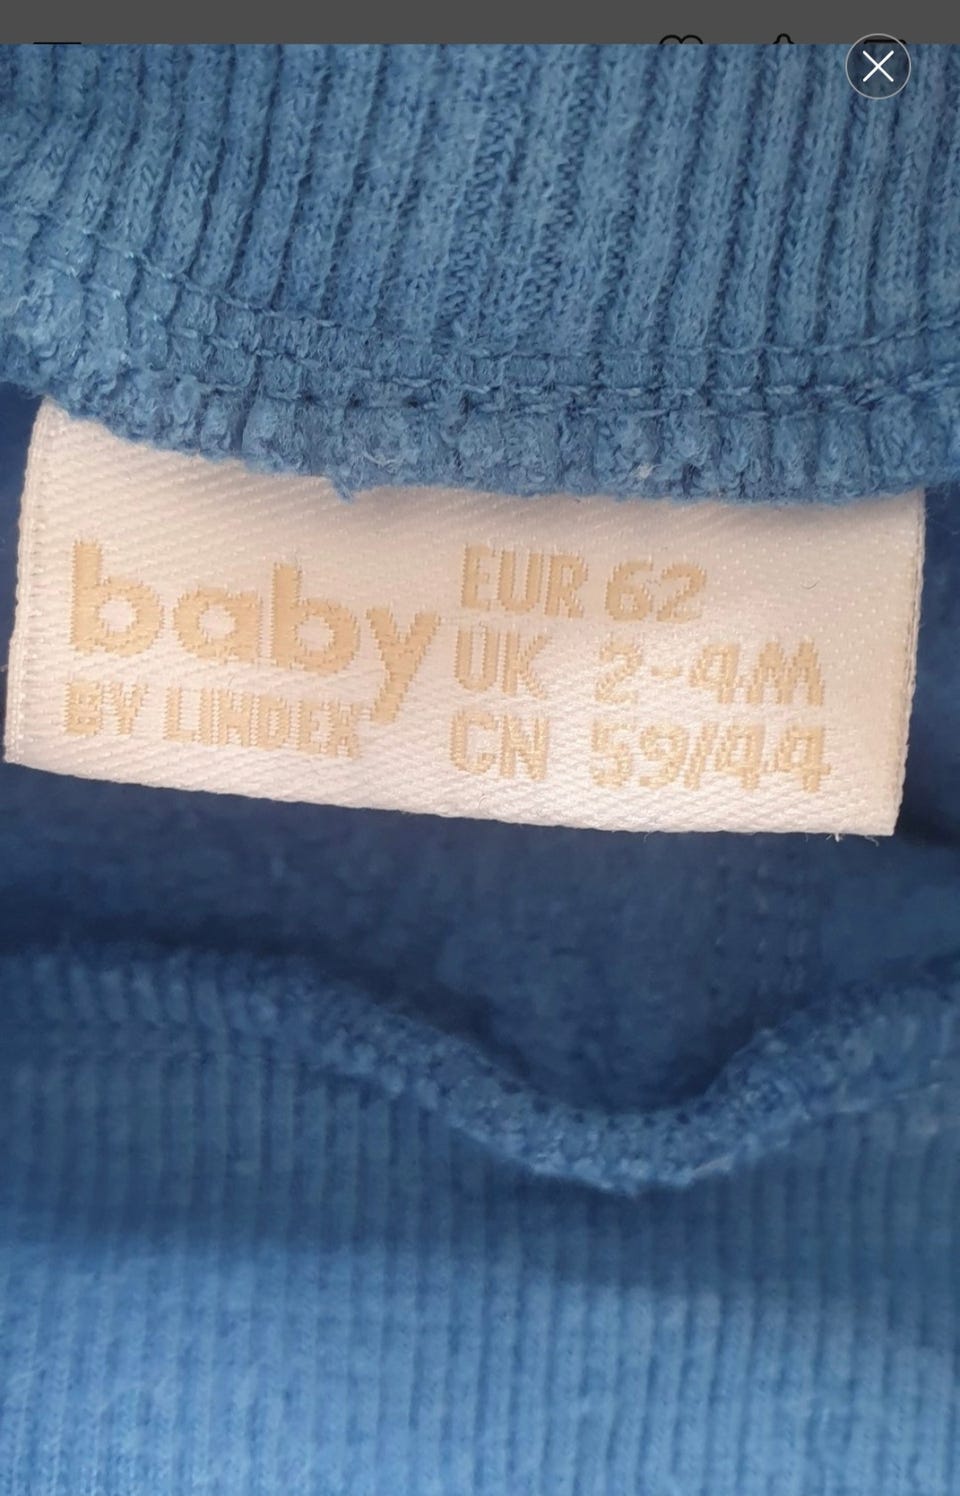 baby
BY LINDEX
EUR 62
UK 2-4M
CN 59/44